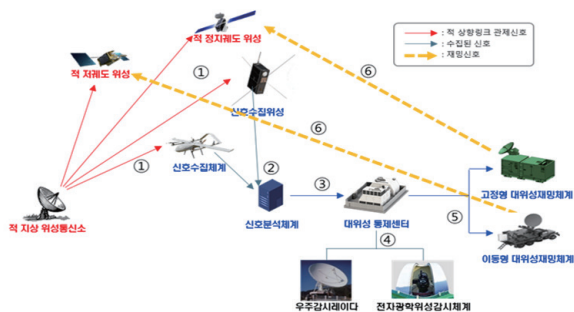 적 정지궤도 위성
: 적 상향링크 관제신호
: 수집된 신호
: 재밍신호
적 저궤도 위성
①
⑥
신호수집위성
⑥
①
신호수집체계
②
③
고정형 대위성재밍체계
적 지상 위성통신소
신호분석체계
대위성 통제센터
⑤
④
이동형 대위성재밍체계
우주감시레이다
전자광학위성감시체계